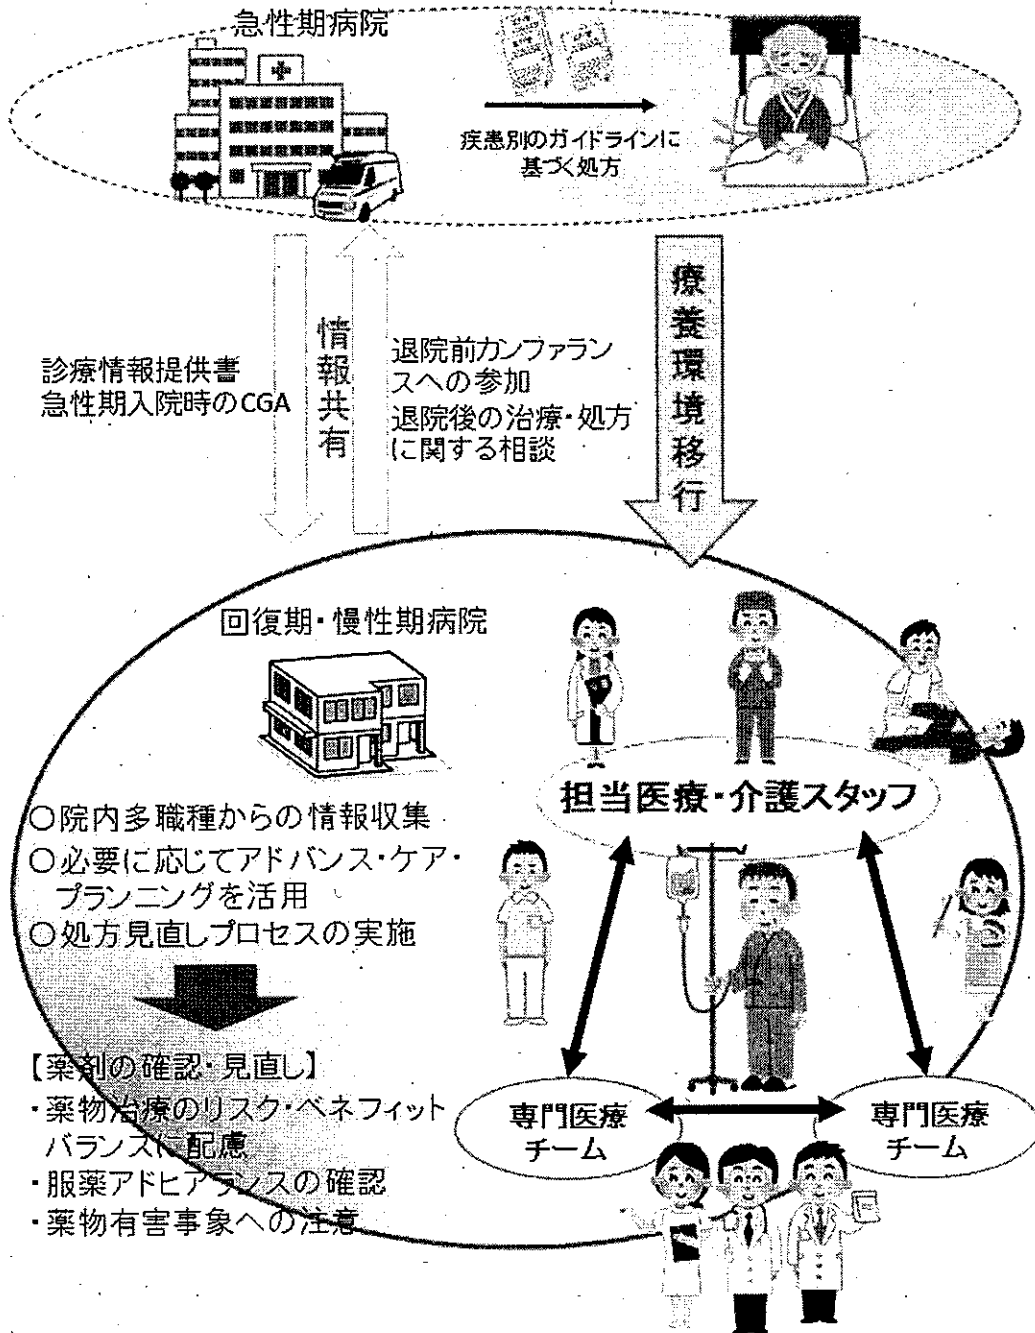 急性期病院
疾患別のガイドラインに
基づく処方
療養環境移行
情報共有
診療情報提供書
急性期入院時のCGA
退院前カンファラン
スへの参加
退院後の治療・処方
に関する相談
回復期・慢性期病院
○院内多職種からの情報収集
○必要に応じてアドバンス・ケア・
プランニングを活用
○処方見直しプロセスの実施
【薬剤の確認・見直し】
・薬物治療のリスク・ベネフィット
バランスに配慮
・服薬アドヒアランスの確認
・薬物有害事象への注意
担当医療・介護スタッフ
専門医療
チーム
専門医療
チーム